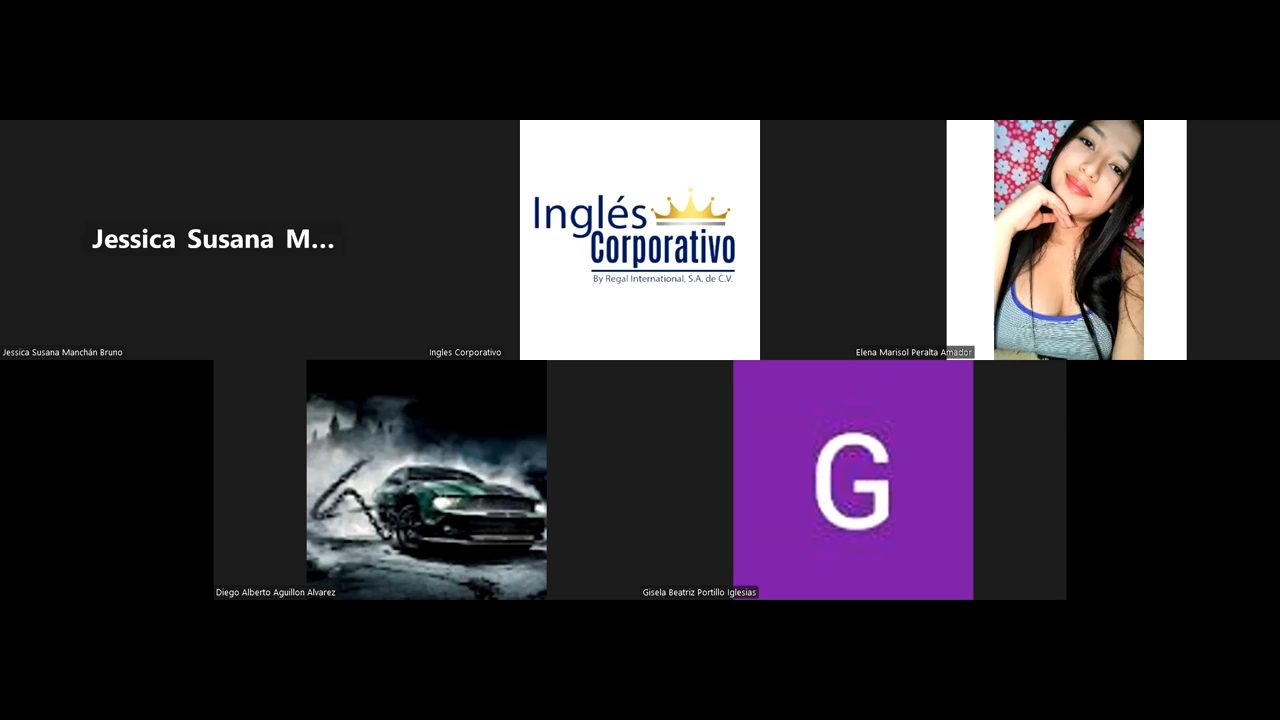 Jessica Susana M...
Inglés
Corporativo
By Regal International, S.A. de C.V.
Jessica Susana Manchán Bruno
Ingles Corporativo
Elena Marisol Peralta Amador
G
Diego Alberto Aguillon Alvarez
Gisela Beatriz Portillo Iglesias